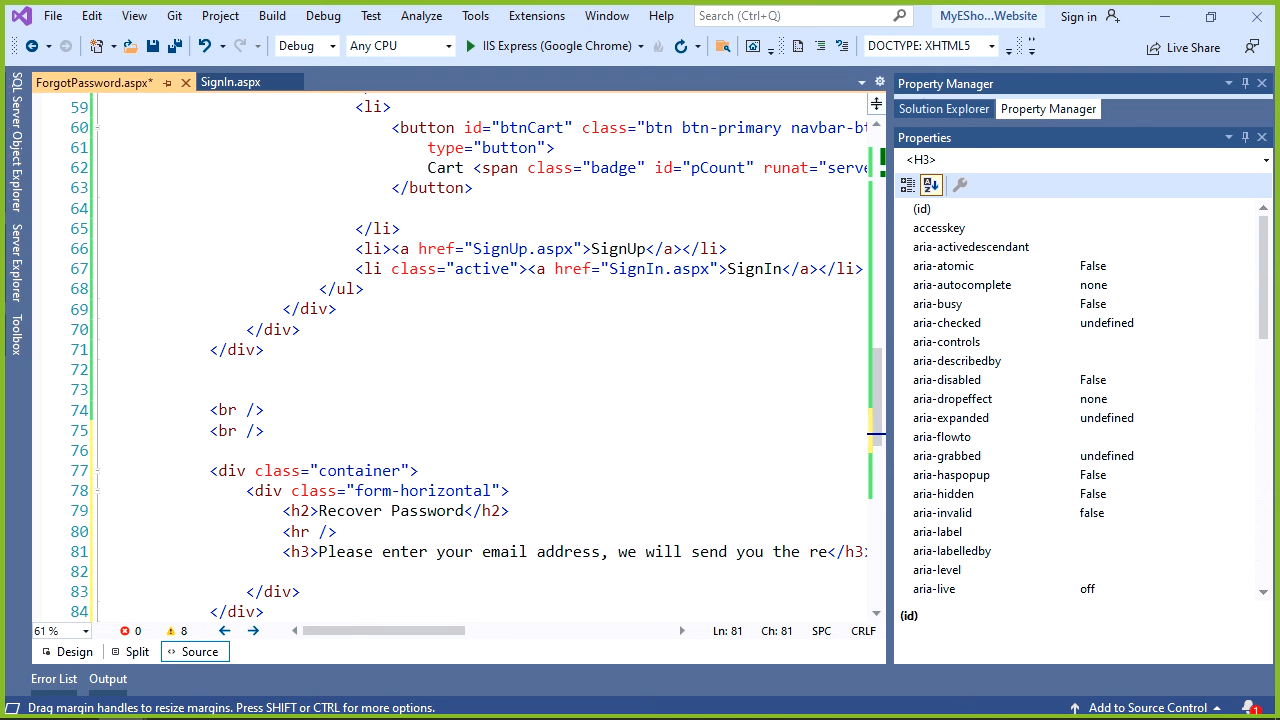 File Edit View Git Project Build Debug Test Analyze Tools Extensions Window Help Search (Ctrl+Q) MyESho...Website Sign in
Debug Any CPU IIS Express (Google Chrome) DOCTYPE: XHTML5 Live Share
SQL Server Object Explorer
Server Explorer
Toolbox
ForgotPassword.aspx* SignIn.aspx
59 <li>
60 <button id="btnCart" class="btn btn-primary navbar-bt
61 type="button">
62 Cart <span class="badge" id="pCount" runat="serve
63 </button>
64
65 </li>
66 <li><a href="SignUp.aspx">SignUp</a></li>
67 <li class="active"><a href="SignIn.aspx">SignIn</a></li>
68 </ul>
69 </div>
70 </div>
71 </div>
72
73
74 <br />
75 <br />
76
77 <div class="container">
78 <div class="form-horizontal">
79 <h2>Recover Password</h2>
80 <hr />
81 <h3>Please enter your email address, we will send you the re</h3>
82
83 </div>
84 </div>
61 % 0 8 Ln: 81 Ch: 81 SPC CRLF
Design Split Source
Property Manager
Solution Explorer Property Manager
Properties
<H3>
(id)
accesskey
aria-activedescendant
aria-atomic False
aria-autocomplete none
aria-busy False
aria-checked undefined
aria-controls
aria-describedby
aria-disabled False
aria-dropeffect none
aria-expanded undefined
aria-flowto
aria-grabbed undefined
aria-haspopup False
aria-hidden False
aria-invalid false
aria-label
aria-labelledby
aria-level
aria-live off
(id)
Error List Output
Drag margin handles to resize margins. Press SHIFT or CTRL for more options. Add to Source Control 1